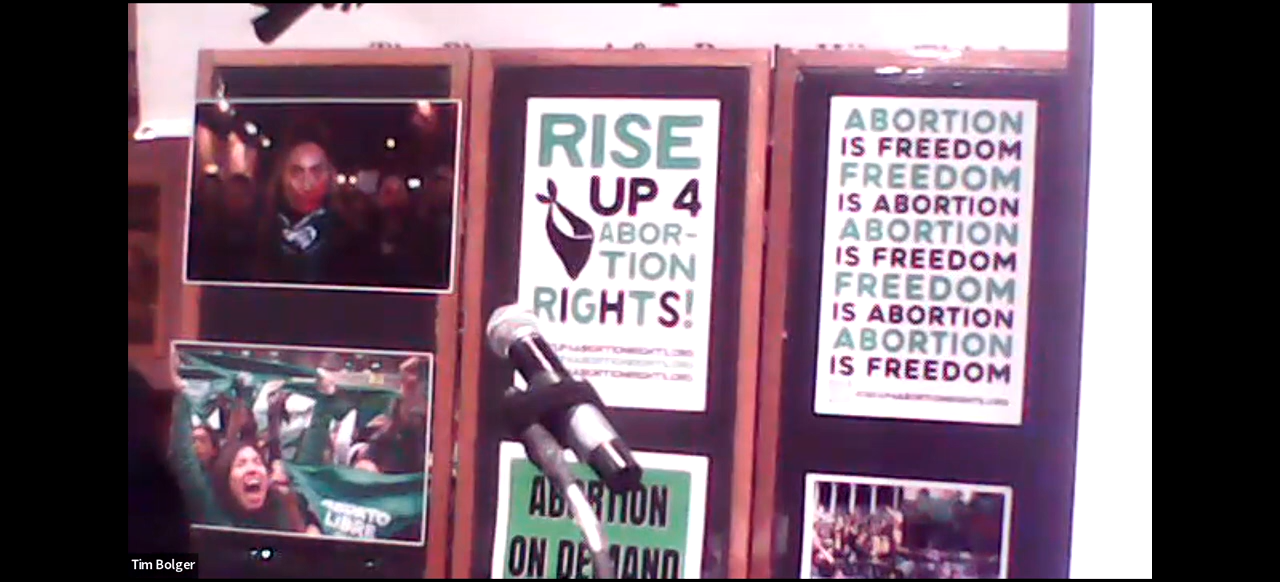 RISE
UP 4
ABOR-
TION
RIGHTS!
ABORTION
IS FREEDOM
FREEDOM
IS ABORTION
ABORTION
IS FREEDOM
FREEDOM
IS ABORTION
ABORTION
IS FREEDOM
LIBRE
ABORTION
ON DEMAND
Tim Bolger